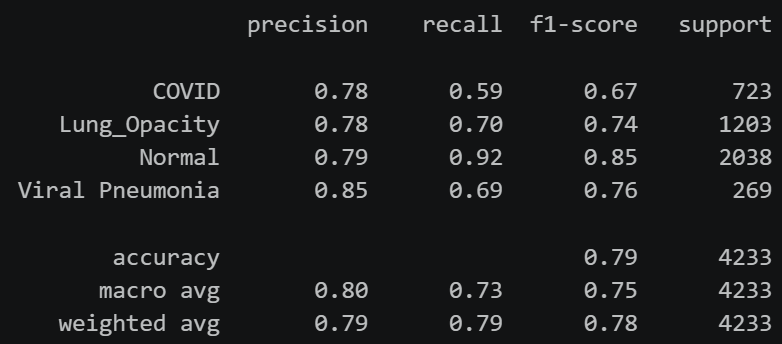 precision recall f1-score support
COVID 0.78 0.59 0.67 723
Lung_Opacity 0.78 0.70 0.74 1203
Normal 0.79 0.92 0.85 2038
Viral Pneumonia 0.85 0.69 0.76 269
accuracy 0.79 4233
macro avg 0.80 0.73 0.75 4233
weighted avg 0.79 0.79 0.78 4233